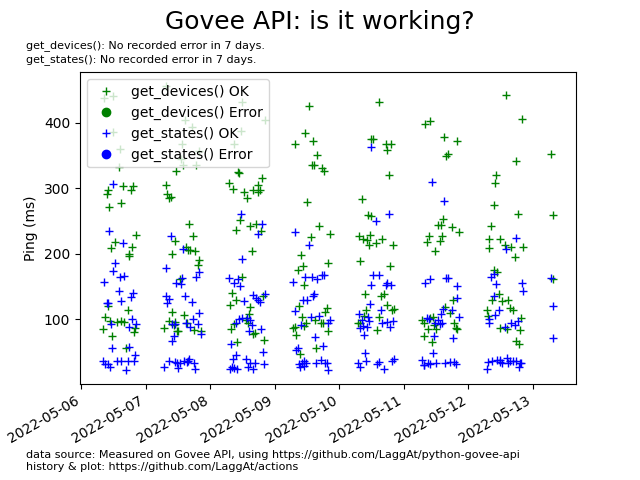 Govee API: is it working?
get_devices(): No recorded error in 7 days.
get_states(): No recorded error in 7 days.
get_devices() OK
get_devices() Error
get_states() OK
get_states() Error
Ping (ms)
400
300
200
100
2022-05-06
2022-05-07
2022-05-08
2022-05-09
2022-05-10
2022-05-11
2022-05-12
2022-05-13
data source: Measured on Govee API, using https://github.com/LaggAt/python-govee-api
history & plot: https://github.com/LaggAt/actions